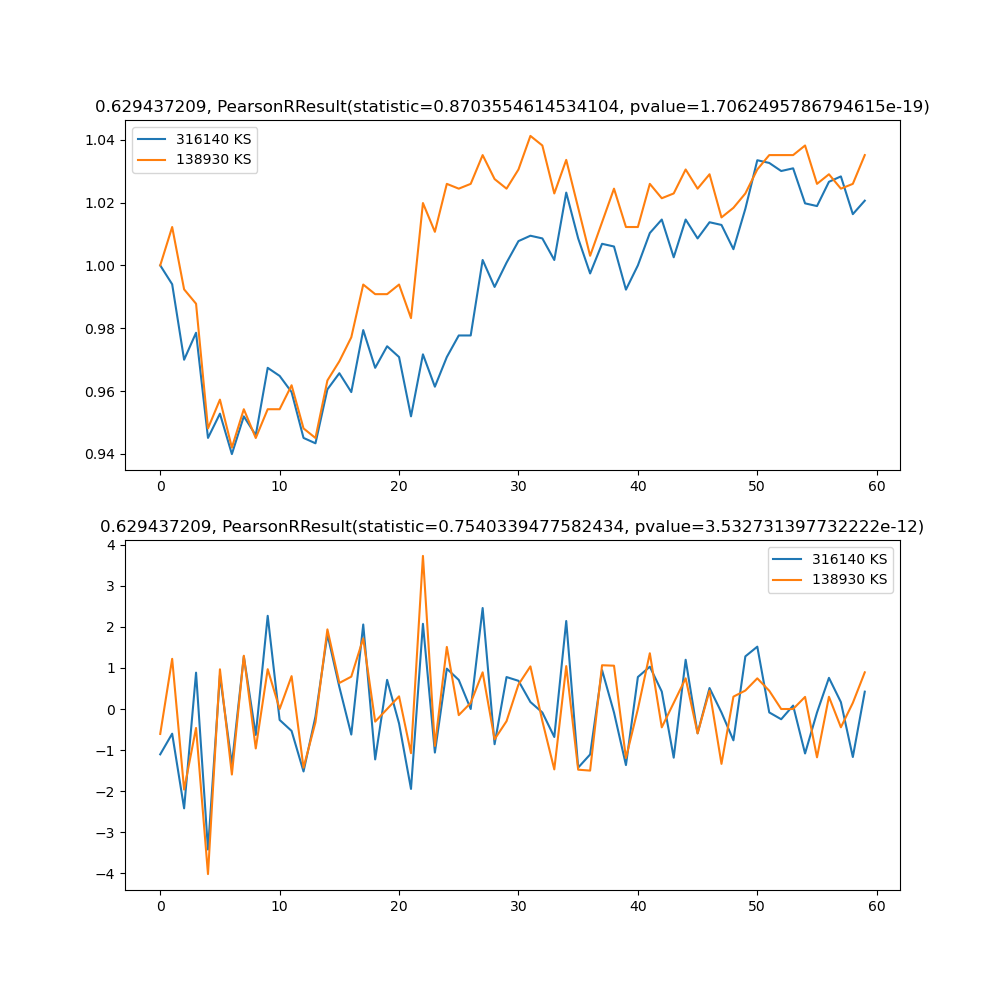 0.629437209, PearsonRResult(statistic=0.8703554614534104, pvalue=1.7062495786794615e-19)
316140 KS
138930 KS
1.04
1.02
1.00
0.98
0.96
0.94
0 10 20 30 40 50 60
0.629437209, PearsonRResult(statistic=0.7540339477582434, pvalue=3.532731397732222e-12)
316140 KS
138930 KS
4
3
2
1
0
−1
−2
−3
−4
0 10 20 30 40 50 60